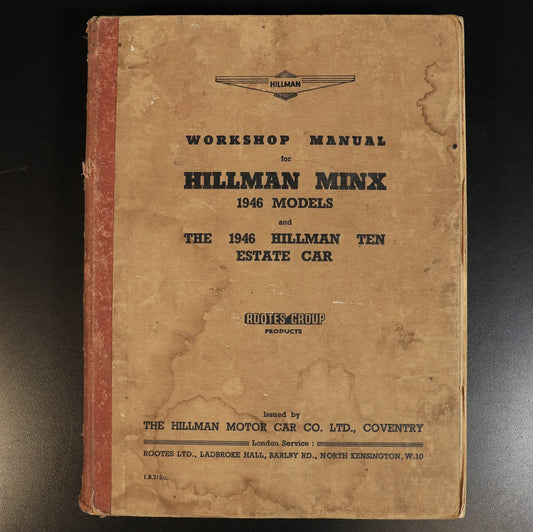 HILLMAN
WORKSHOP MANUAL
for
HILLMAN MINX
1946 MODELS
and
THE 1946 HILLMAN TEN
ESTATE CAR
ROOTES GROUP
PRODUCTS
Issued by
THE HILLMAN MOTOR CAR CO. LTD., COVENTRY
London Service :
ROOTES LTD., LADBROKE HALL, BARLBY RD., NORTH KENSINGTON, W.10